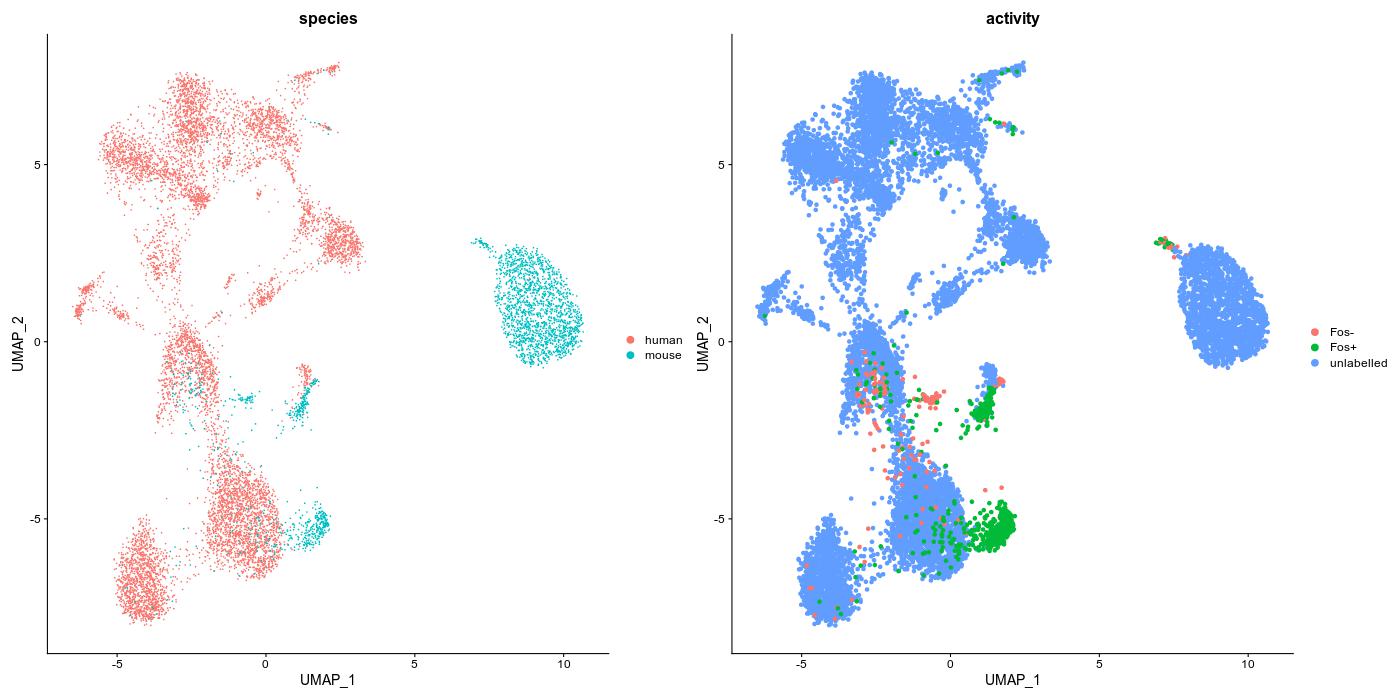 species
5
0
-5
UMAP_2
-5
0
5
10
UMAP_1
human
mouse
activity
5
0
-5
UMAP_2
-5
0
5
10
UMAP_1
Fos-
Fos+
unlabelled